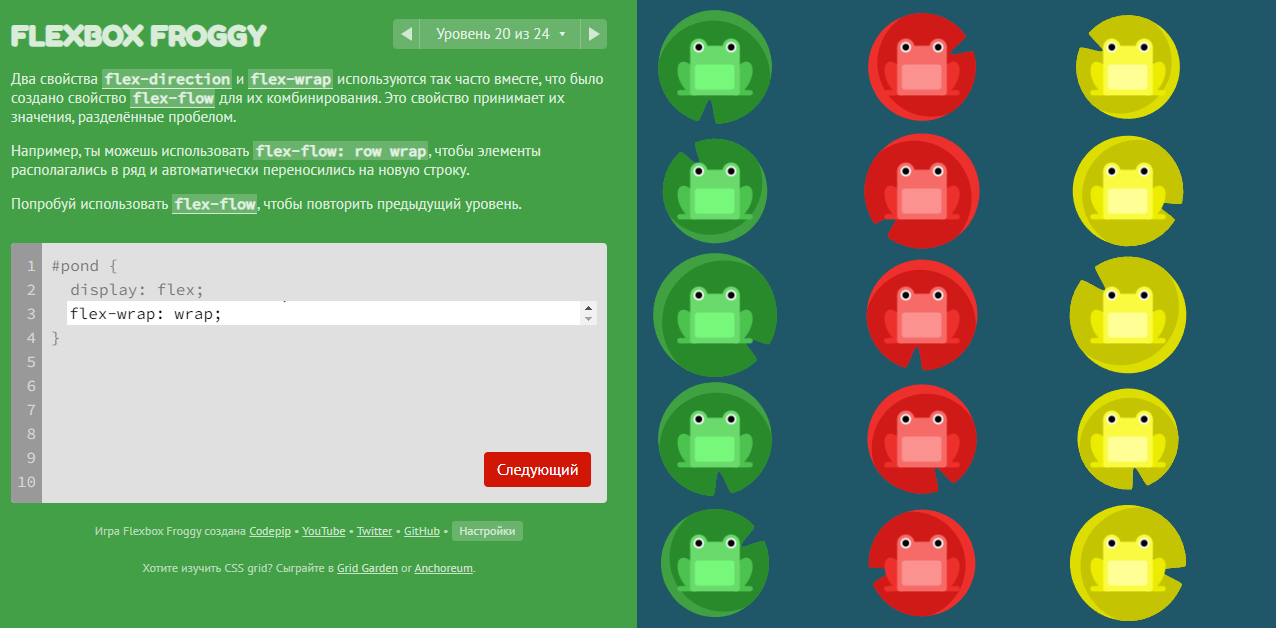 FLEXBOX FROGGY
Уровень 20 из 24
Два свойства flex-direction и flex-wrap используются так часто вместе, что было
создано свойство flex-flow для их комбинирования. Это свойство принимает их
значения, разделённые пробелом.
Например, ты можешь использовать flex-flow: row wrap, чтобы элементы
располагались в ряд и автоматически переносились на новую строку.
Попробуй использовать flex-flow, чтобы повторить предыдущий уровень.
1 #pond {
2 display: flex;
3 flex-wrap: wrap;
4 }
5
6
7
8
9
10
Следующий
Игра Flexbox Froggy создана Codepip • YouTube • Twitter • GitHub • Настройки
Хотите изучить CSS grid? Сыграйте в Grid Garden or Anchoreum.